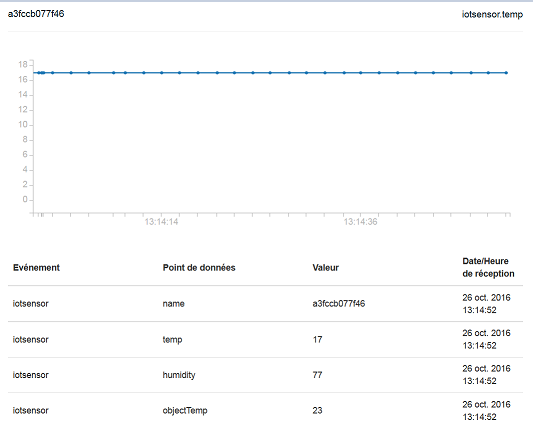 a3fccb077f46 iotsensor.temp
18
16
14
12
10
8
6
4
2
0
13:14:14 13:14:36
Evénement Point de données Valeur Date/Heure de réception
iotsensor name a3fccb077f46 26 oct. 2016 13:14:52
iotsensor temp 17 26 oct. 2016 13:14:52
iotsensor humidity 77 26 oct. 2016 13:14:52
iotsensor objectTemp 23 26 oct. 2016 13:14:52